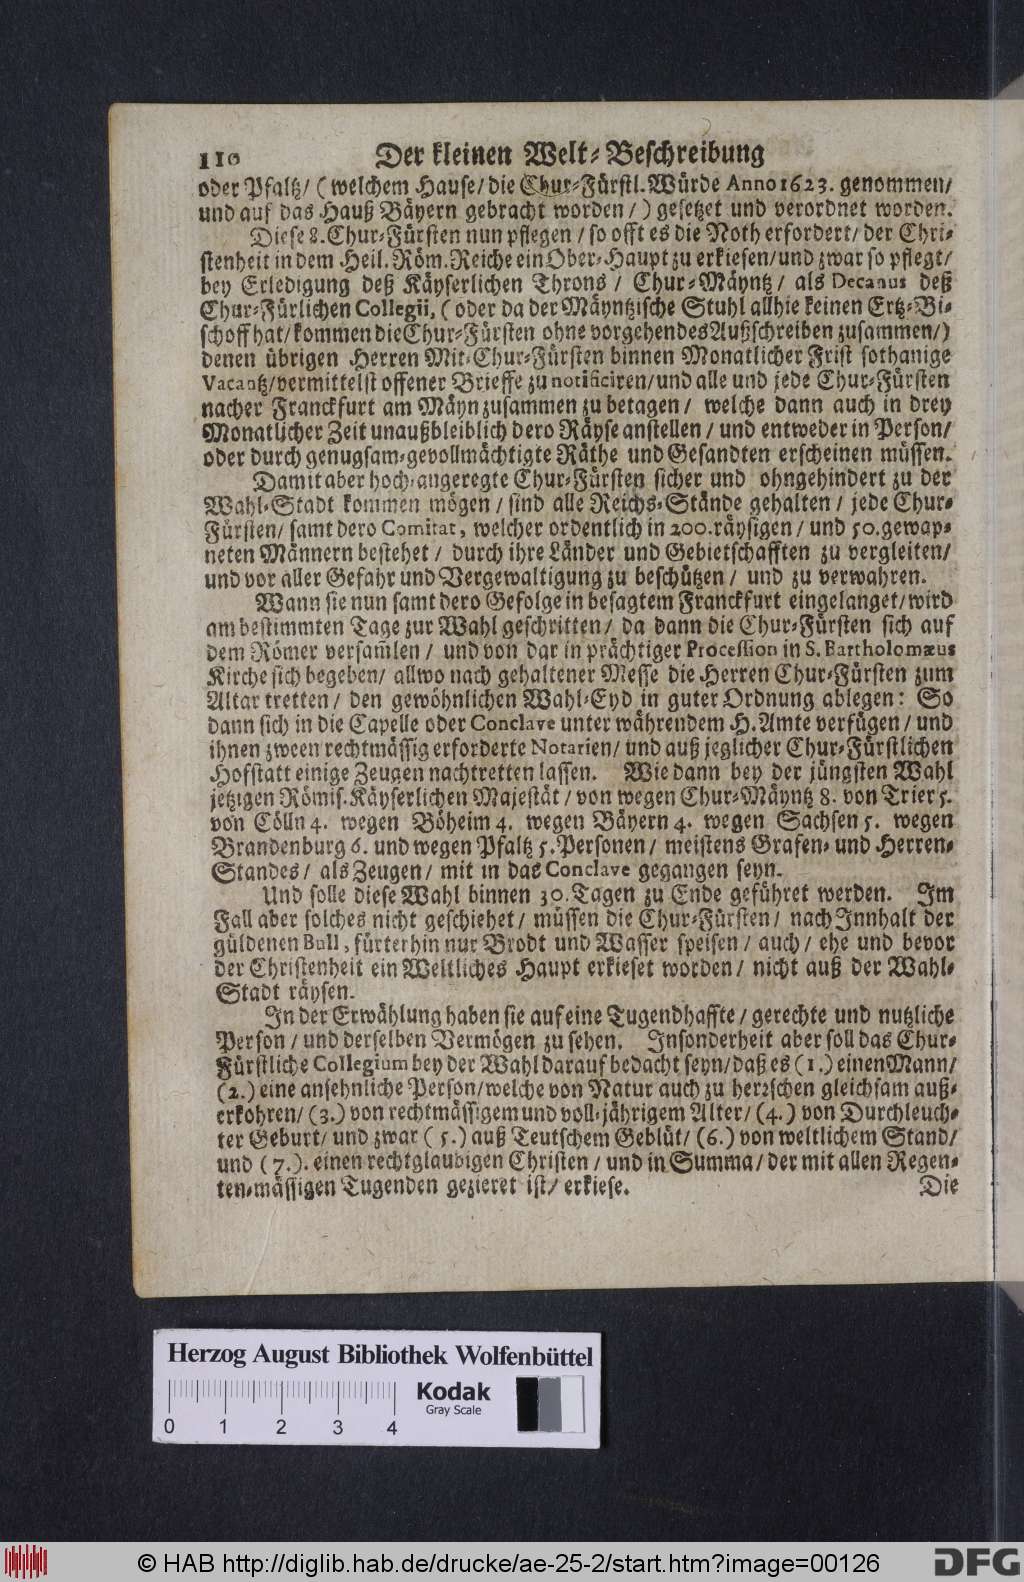 110 Der kleinen Welt-Beschreibung
oder Pfaltz/ (welchem Hause/ die Chur-Fürstl. Würde Anno 1623. genommen/
und auf das Hauß Bäyern gebracht worden/) gesetzet und verordnet worden.
Diese 8. Chur-Fürsten nun pflegen/ so offt es die Noth erfordert/ der Chri-
stenheit in dem Heil. Röm. Reiche ein Ober-Haupt zu erkiesen/ und zwar so pflegt/
bey Erledigung deß Käyserlichen Throns/ Chur-Mäyntz/ als Decanus deß
Chur-Fürlichen Collegii, (oder da der Mäyntzische Stuhl allhie keinen Ertz-Bi-
schoff hat/ kommen die Chur-Fürsten ohne vorgehendes Außschreiben zusammen/)
denen übrigen Herren Mit-Chur-Fürsten binnen Monatlicher Frist sothanige
Vacantz/ vermittelst offener Brieffe zu notificiren/ und alle und jede Chur-Fürsten
nacher Franckfurt am Mäyn zusammen zu betagen/ welche dann auch in drey
Monatlicher Zeit unaußbleiblich dero Räyse anstellen/ und entweder in Person/
oder durch genugsam-gevollmächtigte Räthe und Gesandten erscheinen müssen.
Damit aber hoch-angeregte Chur-Fürsten sicher und ohngehindert zu der
Wahl-Stadt kommen mögen/ sind alle Reichs-Stände gehalten/ jede Chur-
Fürsten/ samt dero Comitat, welcher ordentlich in 200. räysigen/ und 50. gewap-
neten Männern bestehet/ durch ihre Länder und Gebietschafften zu vergleiten/
und vor aller Gefahr und Vergewaltigung zu beschützen/ und zu verwahren.
Wann sie nun samt dero Gefolge in besagtem Franckfurt eingelanget/ wird
am bestimmten Tage zur Wahl geschritten/ da dann die Chur-Fürsten sich auf
dem Römer versam̃len/ und von dar in prächtiger Procession in S. Bartholomæus
Kirche sich begeben/ allwo nach gehaltener Messe die Herren Chur-Fürsten zum
Altar tretten/ den gewöhnlichen Wahl-Eyd in guter Ordnung ablegen: So
dann sich in die Capelle oder Conclave unter währendem H. Amte verfügen/ und
ihnen zween rechtmässig erforderte Notarien/ und auß jeglicher Chur-Fürstlichen
Hofstatt einige Zeugen nachtretten lassen. Wie dann bey der jüngsten Wahl
jetzigen Römis. Käyserlichen Majestät/ von wegen Chur-Mäyntz 8. von Trier 5.
von Cölln 4. wegen Böheim 4. wegen Bäyern 4. wegen Sachsen 5. wegen
Brandenburg 6. und wegen Pfaltz 5. Personen/ meistens Grafen- und Herren-
Standes/ als Zeugen/ mit in das Conclave gegangen seyn.
Und solle diese Wahl binnen 30. Tagen zu Ende geführet werden. Im
Fall aber solches nicht geschiehet/ müssen die Chur-Fürsten/ nach Innhalt der
güldenen Bull, fürterhin nur Brodt und Wasser speisen/ auch/ ehe und bevor
der Christenheit ein Weltliches Haupt erkieset worden/ nicht auß der Wahl-
Stadt räysen.
In der Erwählung haben sie auf eine Tugendhaffte/ gerechte und nutzliche
Person/ und derselben Vermögen zu sehen. Insonderheit aber soll das Chur-
Fürstliche Collegium bey der Wahl darauf bedacht seyn/ daß es (1.) einen Mann/
(2.) eine ansehnliche Person/ welche von Natur auch zu herrschen gleichsam auß-
erkohren/ (3.) von rechtmässigem und voll-jährigem Alter/ (4.) von Durchleuch-
ter Geburt/ und zwar (5.) auß Teutschem Geblüt/ (6.) von weltlichem Stand/
und (7.). einen rechtglaubigen Christen/ und in Summa/ der mit allen Regen-
ten-mässigen Tugenden gezieret ist/ erkiese. Die
Herzog August Bibliothek Wolfenbüttel
Kodak
Gray Scale
0 1 2 3 4
© HAB http://diglib.hab.de/drucke/ae-25-2/start.htm?image=00126
DFG